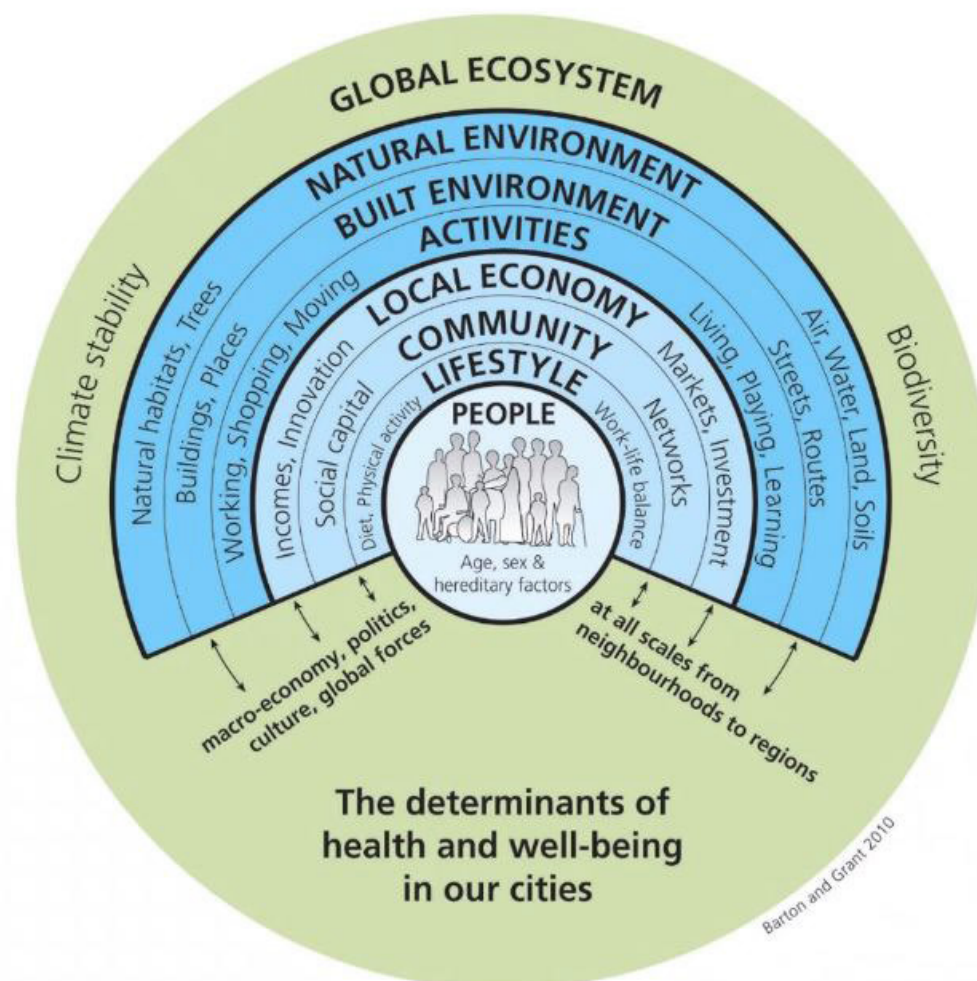 GLOBAL ECOSYSTEM
NATURAL ENVIRONMENT
BUILT ENVIRONMENT
ACTIVITIES
LOCAL ECONOMY
COMMUNITY
LIFESTYLE
PEOPLE
Age, sex &
hereditary factors
Climate stability
Natural habitats, Trees
Buildings, Places
Working, Shopping, Moving
Incomes, Innovation
Social capital
Diet, Physical activity
Work-life balance
Networks
Markets, Investment
Living, Playing, Learning
Streets, Routes
Air, Water, Land, Soils
Biodiversity
macro-economy, politics,
culture, global forces
at all scales from
neighbourhoods to regions
The determinants of
health and well-being
in our cities
Barton and Grant 2010